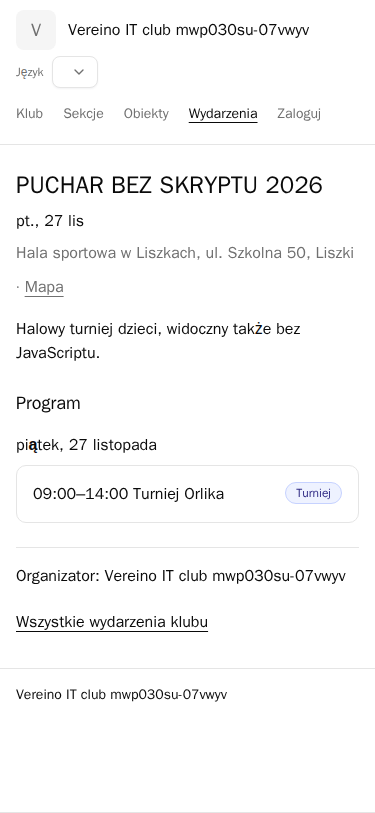 V
Vereino IT club mwp030su-07vwyv
Język
Klub Sekcje Obiekty Wydarzenia Zaloguj
PUCHAR BEZ SKRYPTU 2026
pt., 27 lis
Hala sportowa w Liszkach, ul. Szkolna 50, Liszki
· Mapa
Halowy turniej dzieci, widoczny także bez
JavaScriptu.
Program
piątek, 27 listopada
09:00–14:00 Turniej Orlika Turniej
Organizator: Vereino IT club mwp030su-07vwyv
Wszystkie wydarzenia klubu
Vereino IT club mwp030su-07vwyv